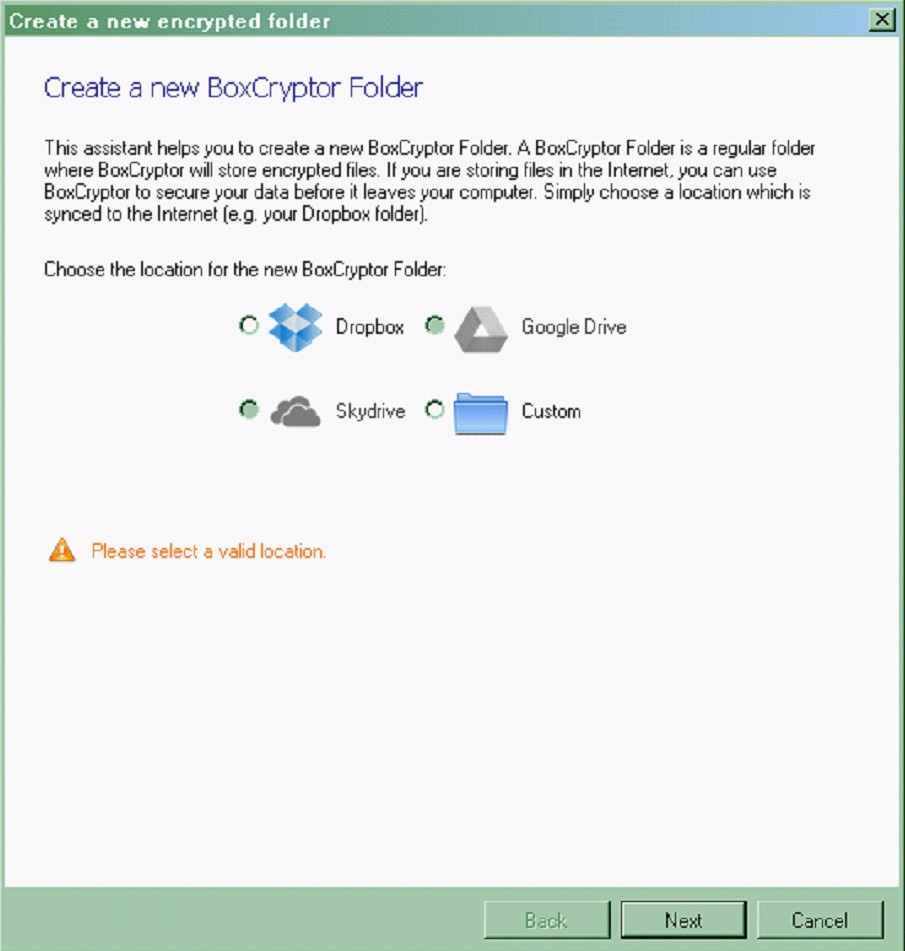 Create a new encrypted folder
Create a new BoxCryptor Folder
This assistant helps you to create a new BoxCryptor Folder. A BoxCryptor Folder is a regular folder
where BoxCryptor will store encrypted files. If you are storing files in the Internet, you can use
BoxCryptor to secure your data before it leaves your computer. Simply choose a location which is
synced to the Internet (e.g. your Dropbox folder).
Choose the location for the new BoxCryptor Folder:
Dropbox Google Drive
Skydrive Custom
Please select a valid location.
Back Next Cancel